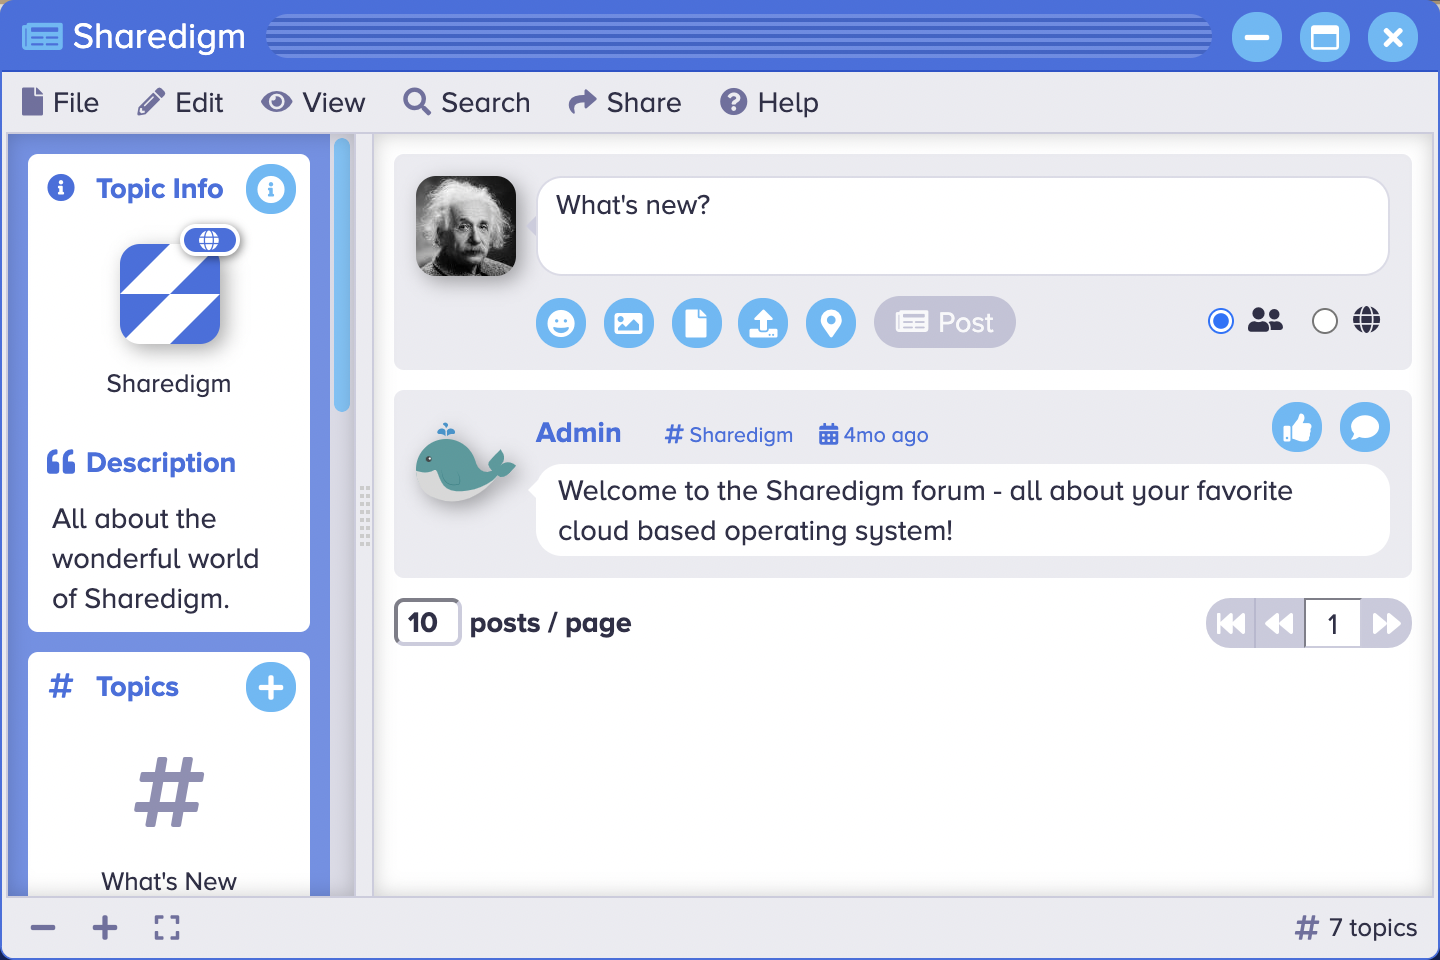 Sharedigm
File Edit View Search Share Help
Topic Info
Sharedigm
Description
All about the
wonderful world
of Sharedigm.
Topics
What's New
What's new?
Post
Admin # Sharedigm 4mo ago
Welcome to the Sharedigm forum - all about your favorite
cloud based operating system!
10 posts / page
1
# 7 topics